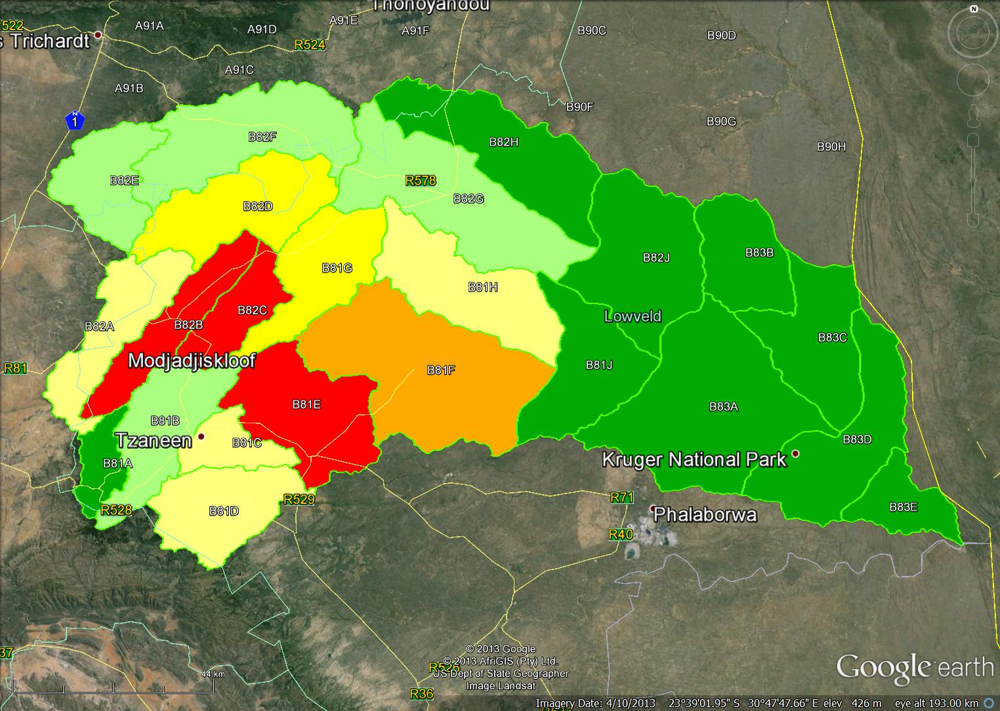 Thohoyandou
R522
A91A
A91D
A91E
A91F
B90C
B90D
s Trichardt
R524
A91C
A91B
B90F
B90G
N
1
B82F
B82H
B90H
B82E
R578
B82G
B82D
B82J
B83B
B81G
B81H
B82C
Lowveld
B82B
B82A
B83C
Modjadjiskloof
R81
B81J
B81F
B81E
B83A
B81B
Tzaneen
B81C
B83D
Kruger National Park
B81A
R529
R71
R528
B81D
B83E
Phalaborwa
R40
37
44 km
R526
R36
© 2013 Google
© 2013 AfriGIS (Pty) Ltd.
US Dept of State Geographer
Image Landsat
Google earth
Imagery Date: 4/10/2013 23°39'01.95" S 30°47'47.66" E elev 426 m eye alt 193.00 km
N